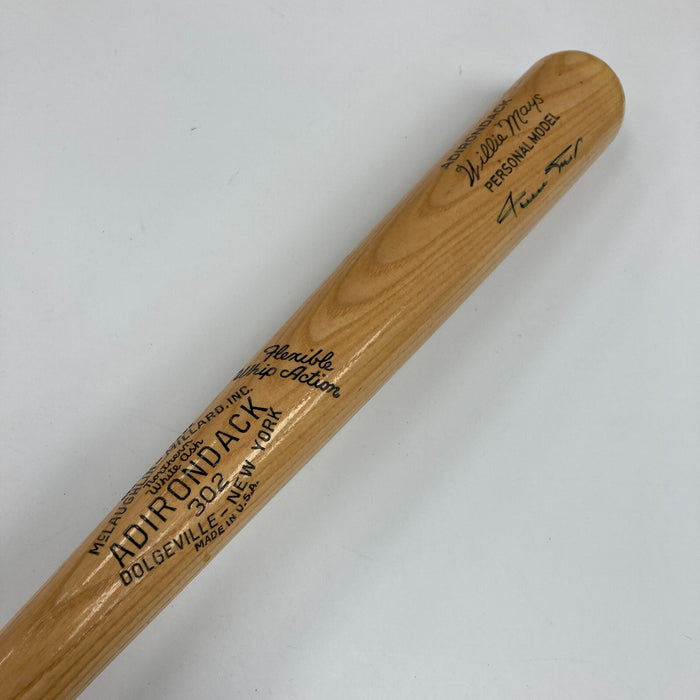 ADIRONDACK
Willie Mays
PERSONAL MODEL
Flexible
Whip Action
McLAUGHLIN MILLARD, INC.
Northern
White Ash
ADIRONDACK
302
DOLGEVILLE - NEW YORK
MADE IN U.S.A.